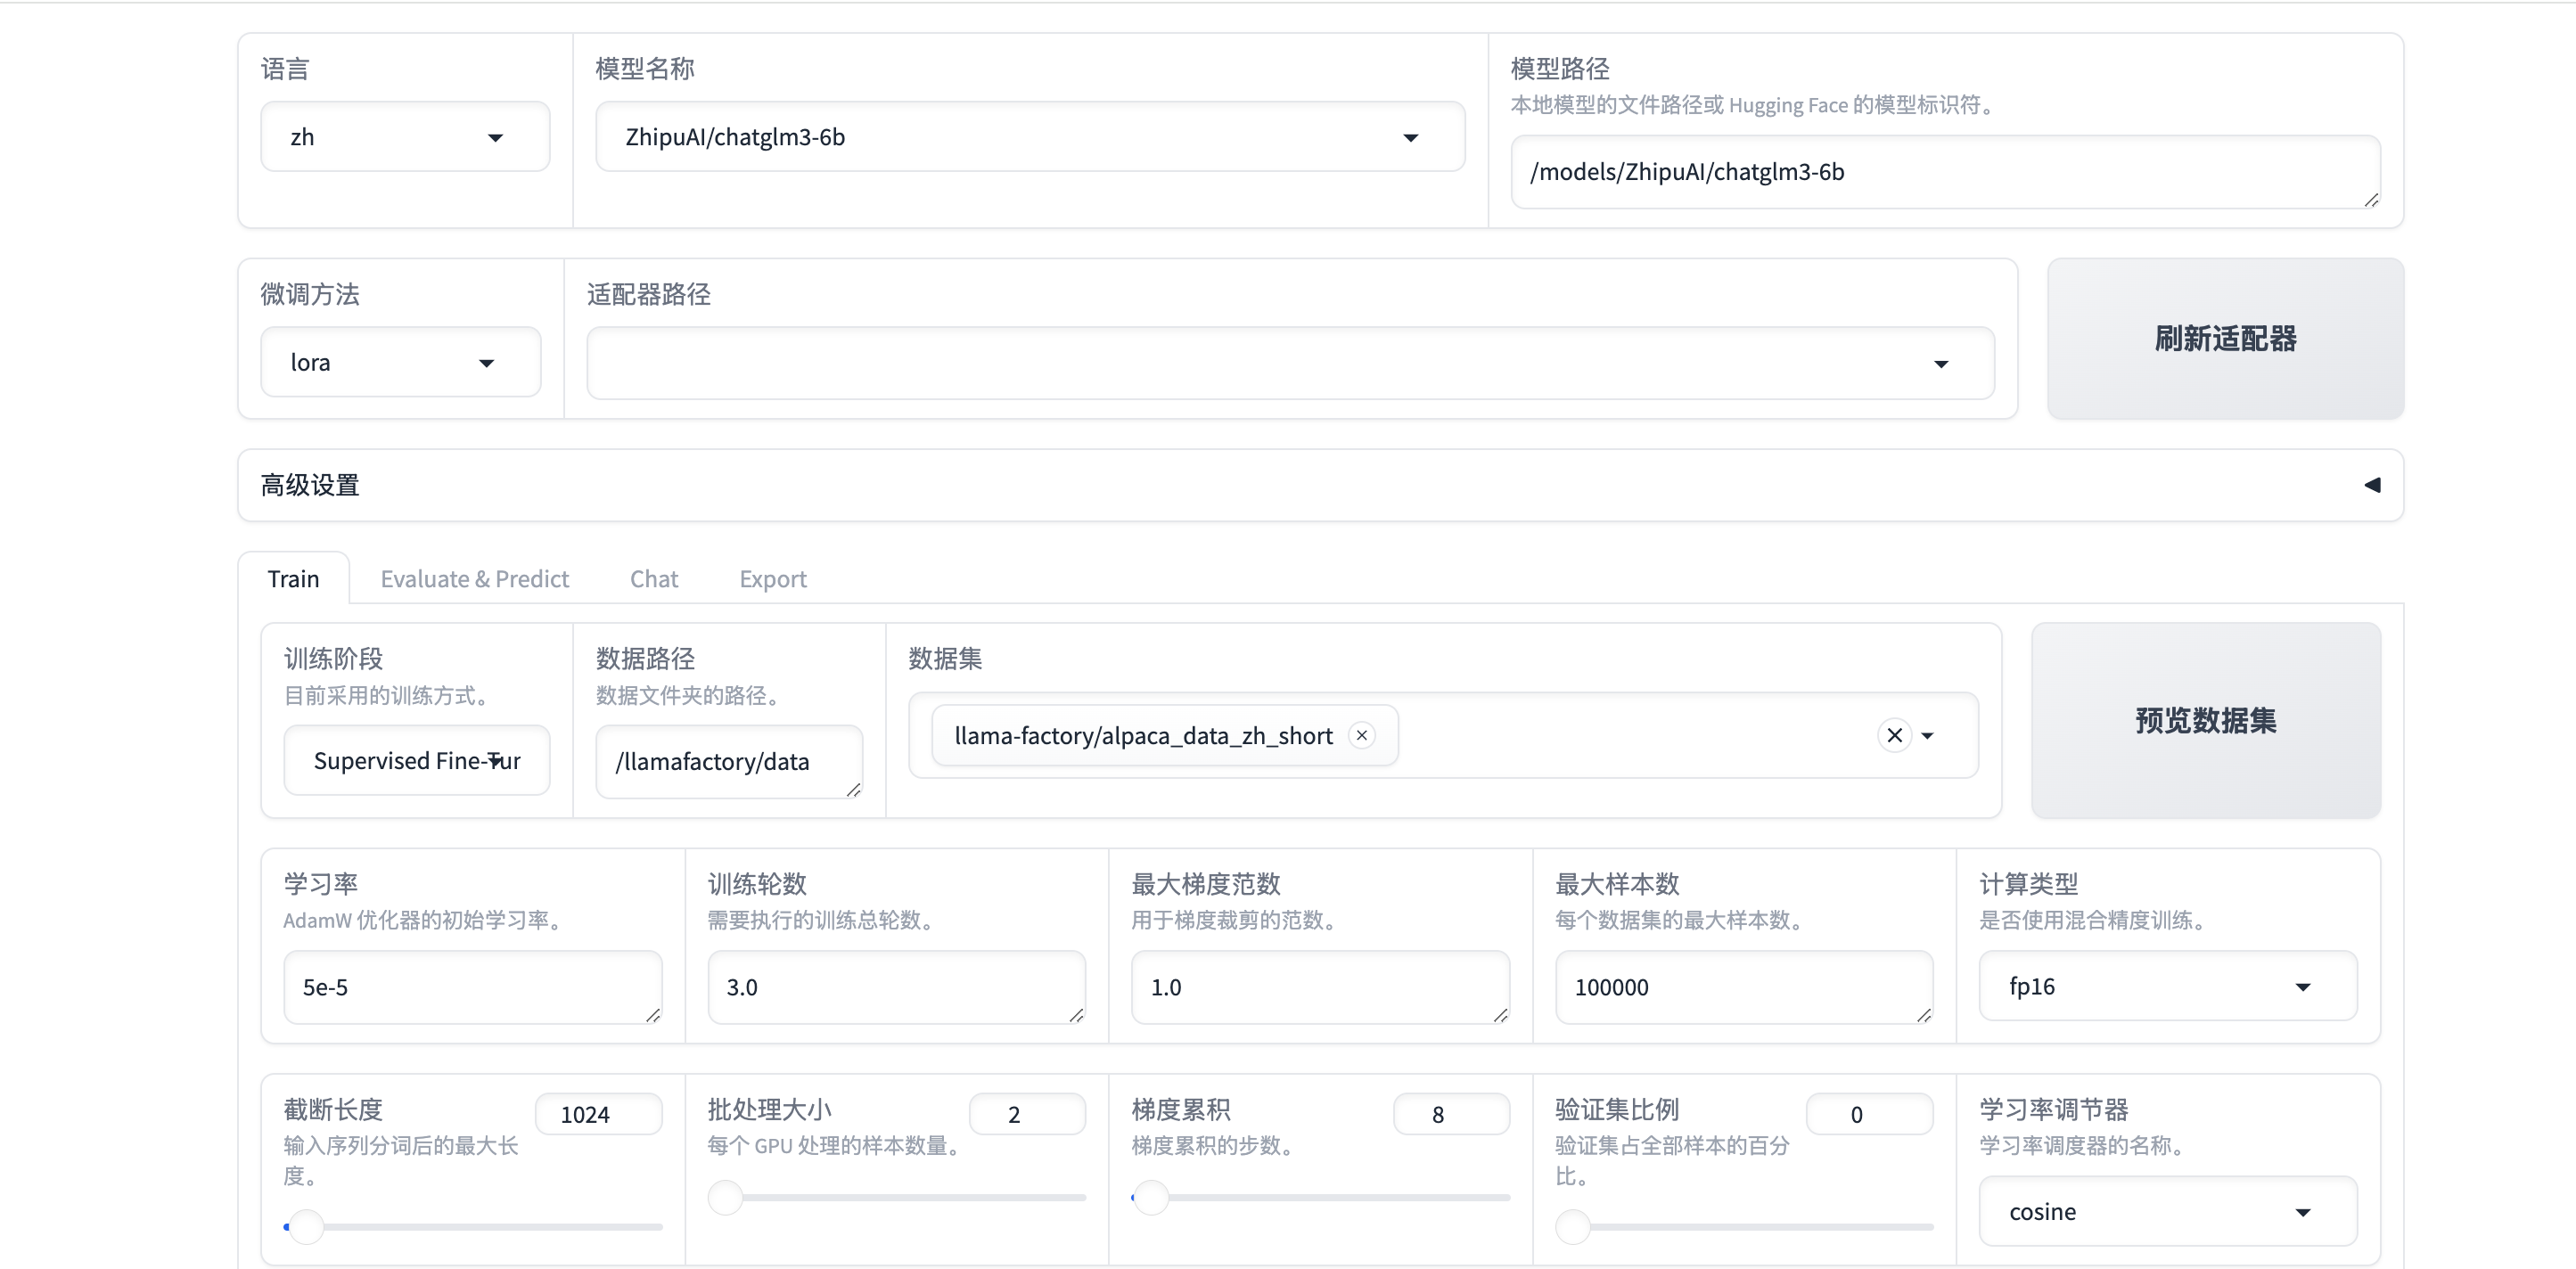 语言
zh
模型名称
ZhipuAI/chatglm3-6b
模型路径
本地模型的文件路径或 Hugging Face 的模型标识符。
/models/ZhipuAI/chatglm3-6b
微调方法
lora
适配器路径
刷新适配器
高级设置
Train
Evaluate & Predict
Chat
Export
训练阶段
目前采用的训练方式。
Supervised Fine-Tur
数据路径
数据文件夹的路径。
/llamafactory/data
数据集
llama-factory/alpaca_data_zh_short
预览数据集
学习率
AdamW 优化器的初始学习率。
5e-5
训练轮数
需要执行的训练总轮数。
3.0
最大梯度范数
用于梯度裁剪的范数。
1.0
最大样本数
每个数据集的最大样本数。
100000
计算类型
是否使用混合精度训练。
fp16
截断长度
1024
输入序列分词后的最大长
度。
批处理大小
2
每个 GPU 处理的样本数量。
梯度累积
8
梯度累积的步数。
验证集比例
0
验证集占全部样本的百分
比。
学习率调节器
学习率调度器的名称。
cosine